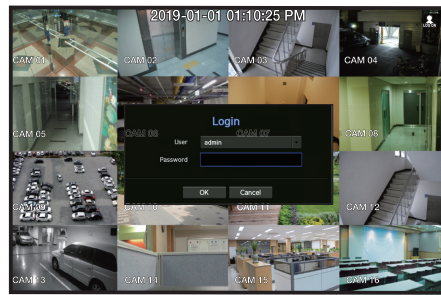 2019-01-01 01:10:25 PM
LOG ON
CAM 01
CAM 02
CAM 03
CAM 04
CAM 05
CAM 06
CAM 07
CAM 08
Login
User
admin
Password
OK
Cancel
CAM 09
CAM 10
CAM 11
CAM 12
CAM 13
CAM 14
CAM 15
CAM 16